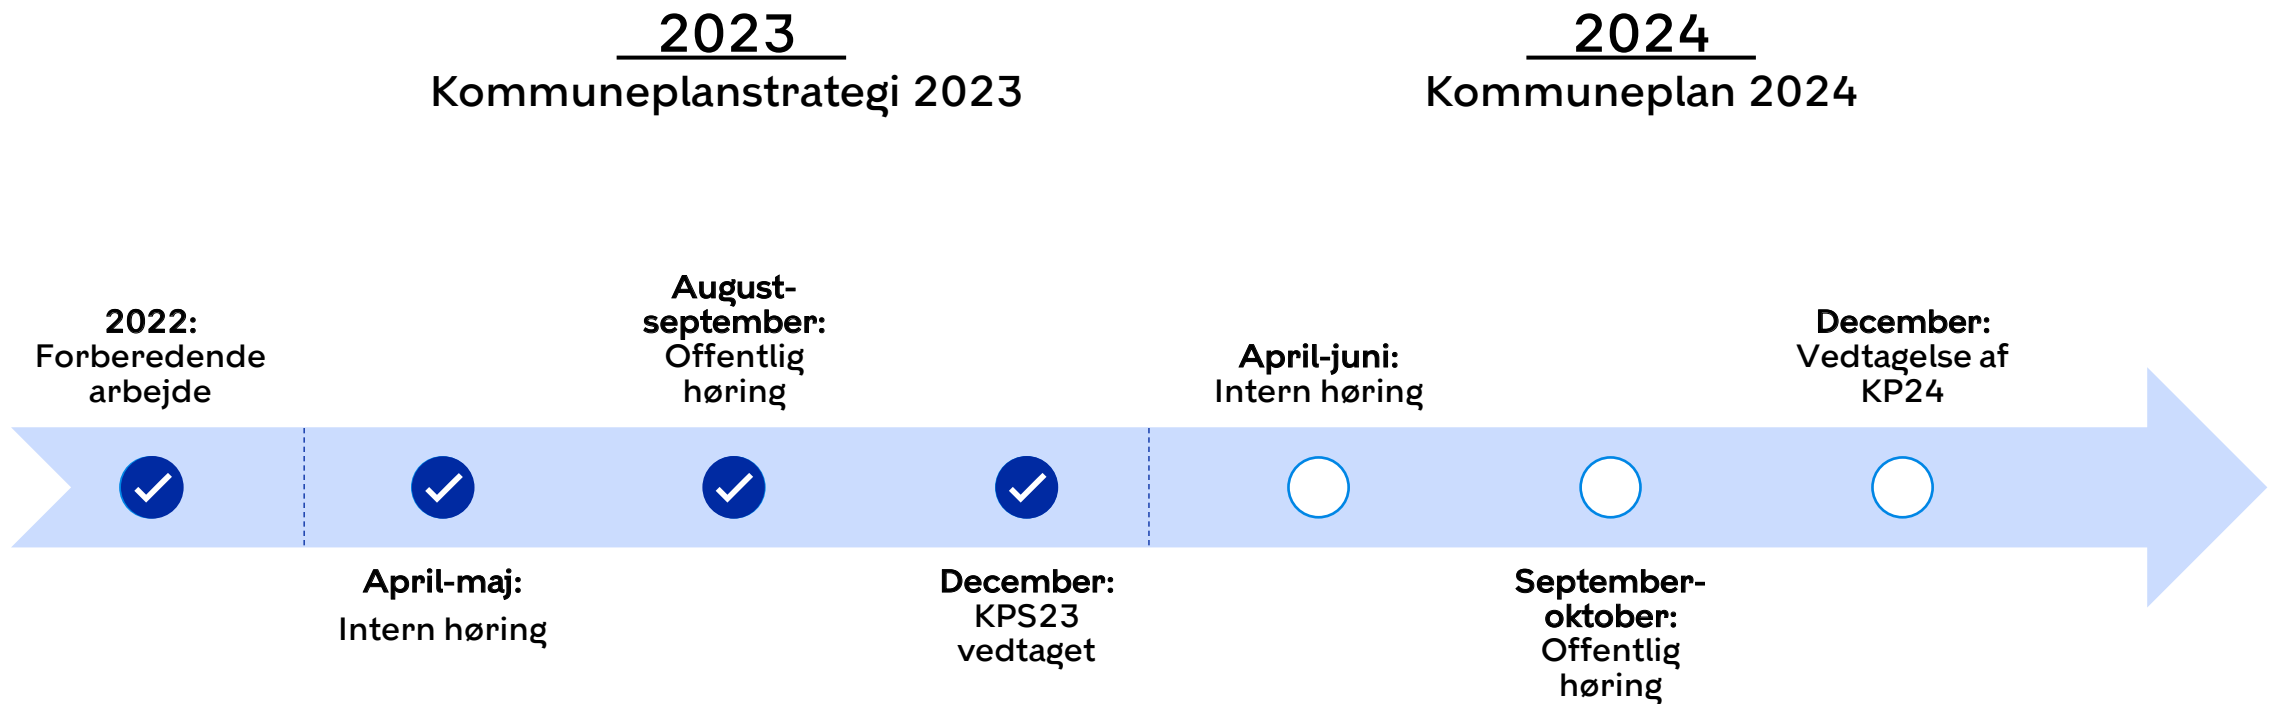 2023
Kommuneplanstrategi 2023
2024
Kommuneplan 2024
2022:
Forberedende
arbejde
April-maj:
Intern høring
August-
september:
Offentlig
høring
December:
KPS23
vedtaget
April-juni:
Intern høring
September-
oktober:
Offentlig
høring
December:
Vedtagelse af
KP24